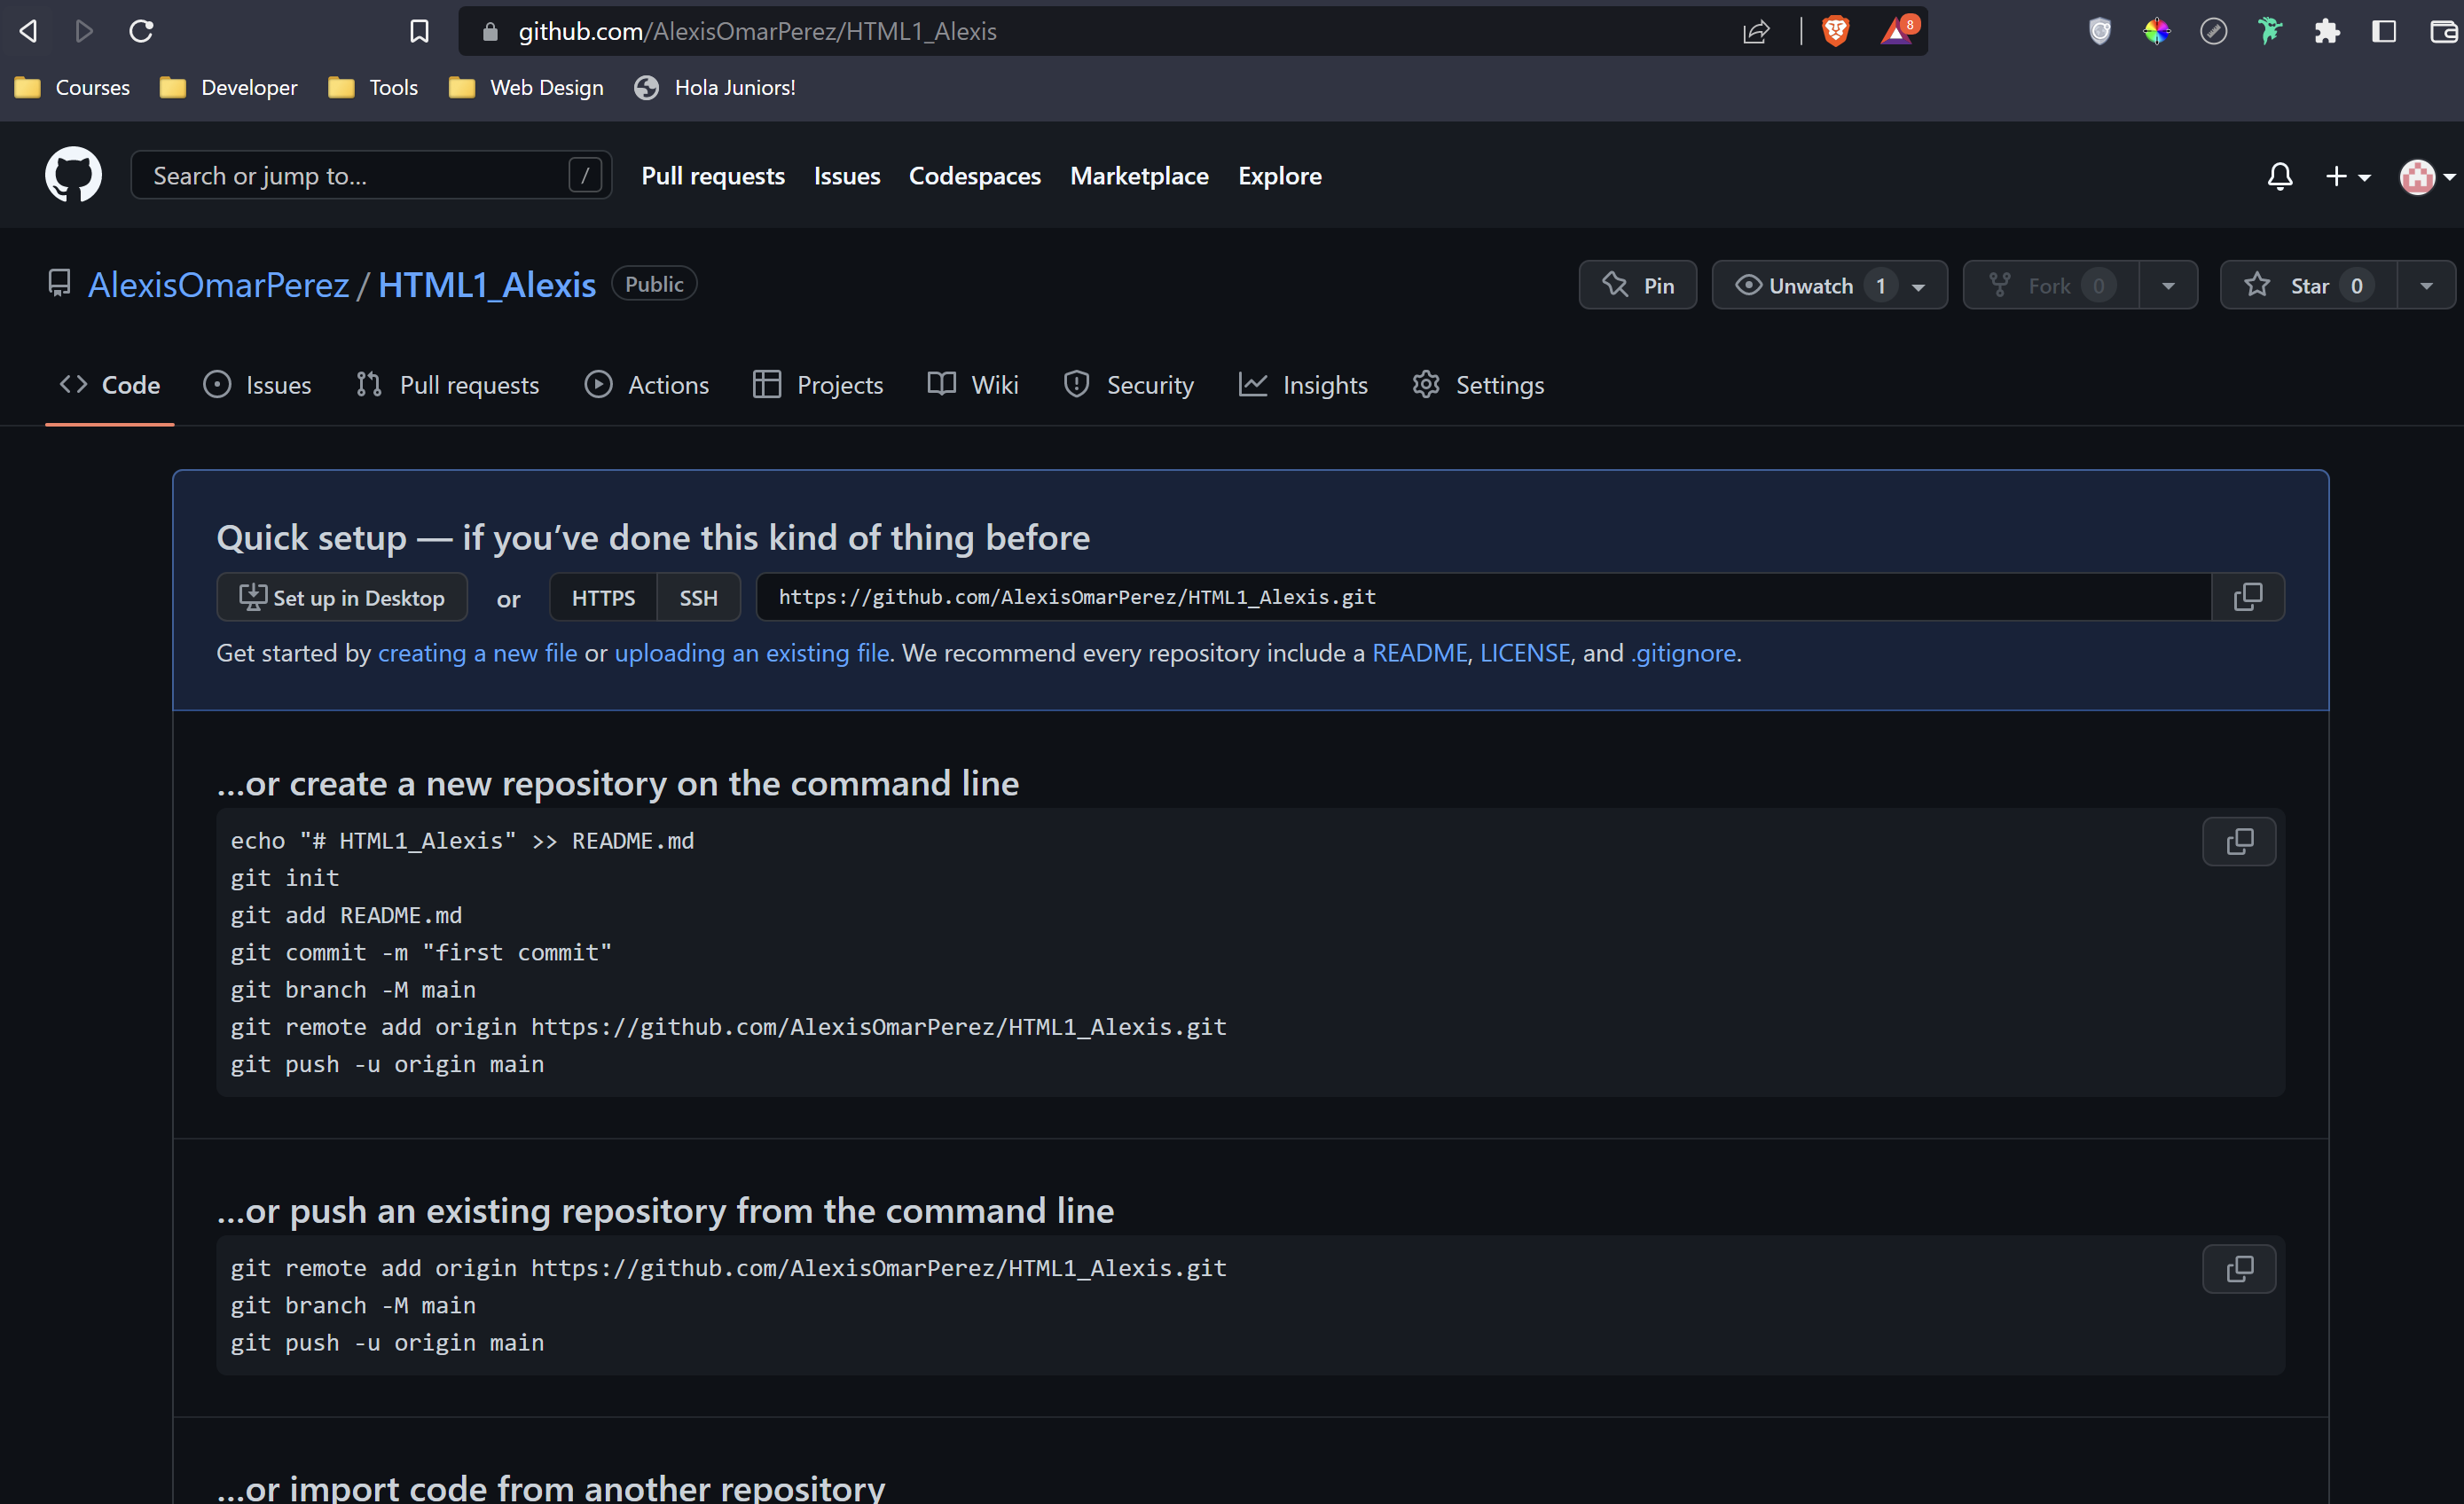 github.com/AlexisOmarPerez/HTML1_Alexis
8
Courses Developer Tools Web Design Hola Juniors!
Search or jump to... / Pull requests Issues Codespaces Marketplace Explore
AlexisOmarPerez / HTML1_Alexis Public Pin Unwatch 1 Fork 0 Star 0
Code Issues Pull requests Actions Projects Wiki Security Insights Settings
Quick setup — if you’ve done this kind of thing before
Set up in Desktop or HTTPS SSH https://github.com/AlexisOmarPerez/HTML1_Alexis.git
Get started by creating a new file or uploading an existing file. We recommend every repository include a README, LICENSE, and .gitignore.
…or create a new repository on the command line
echo "# HTML1_Alexis" >> README.md
git init
git add README.md
git commit -m "first commit"
git branch -M main
git remote add origin https://github.com/AlexisOmarPerez/HTML1_Alexis.git
git push -u origin main
…or push an existing repository from the command line
git remote add origin https://github.com/AlexisOmarPerez/HTML1_Alexis.git
git branch -M main
git push -u origin main
…or import code from another repository